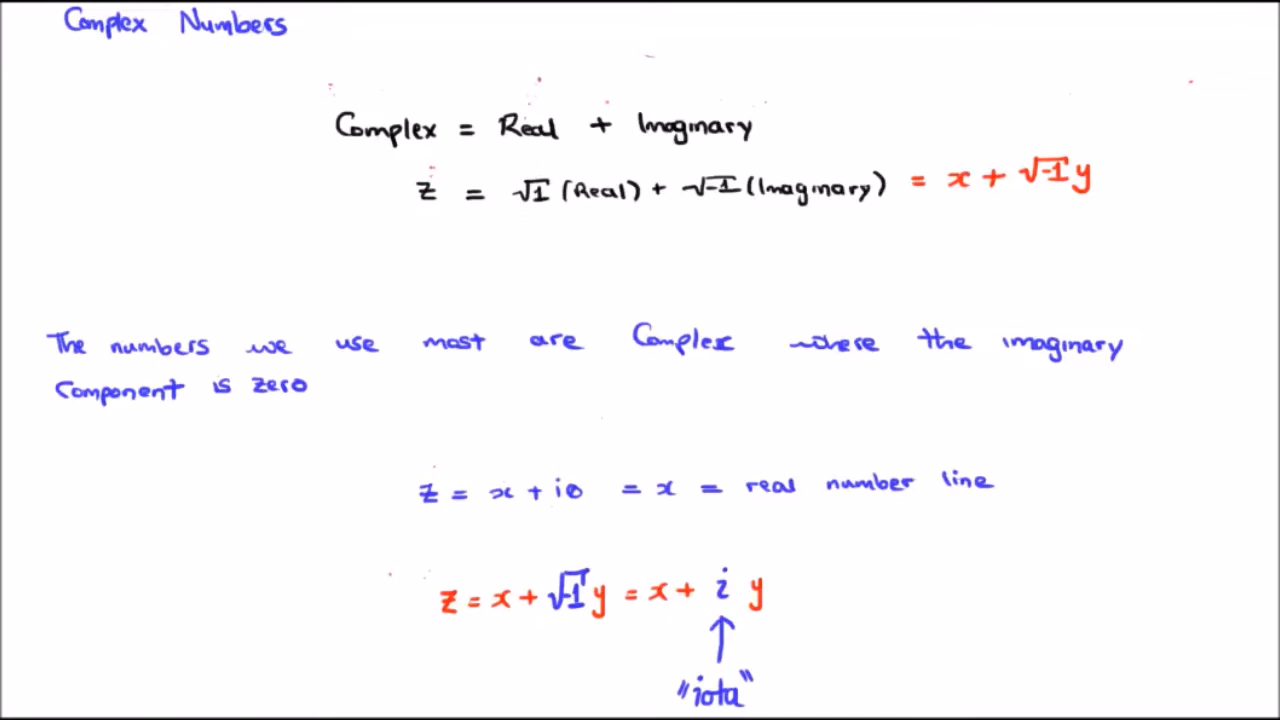 Complex Numbers
Complex = Real + Imaginary
z = √1 (Real) + √-1 (Imaginary) = x + √-1 y
The numbers we use most are Complex where the imaginary
Component is zero
z = x + i0 = x = real number line
z = x + √-1 y = x + i y
"iota"